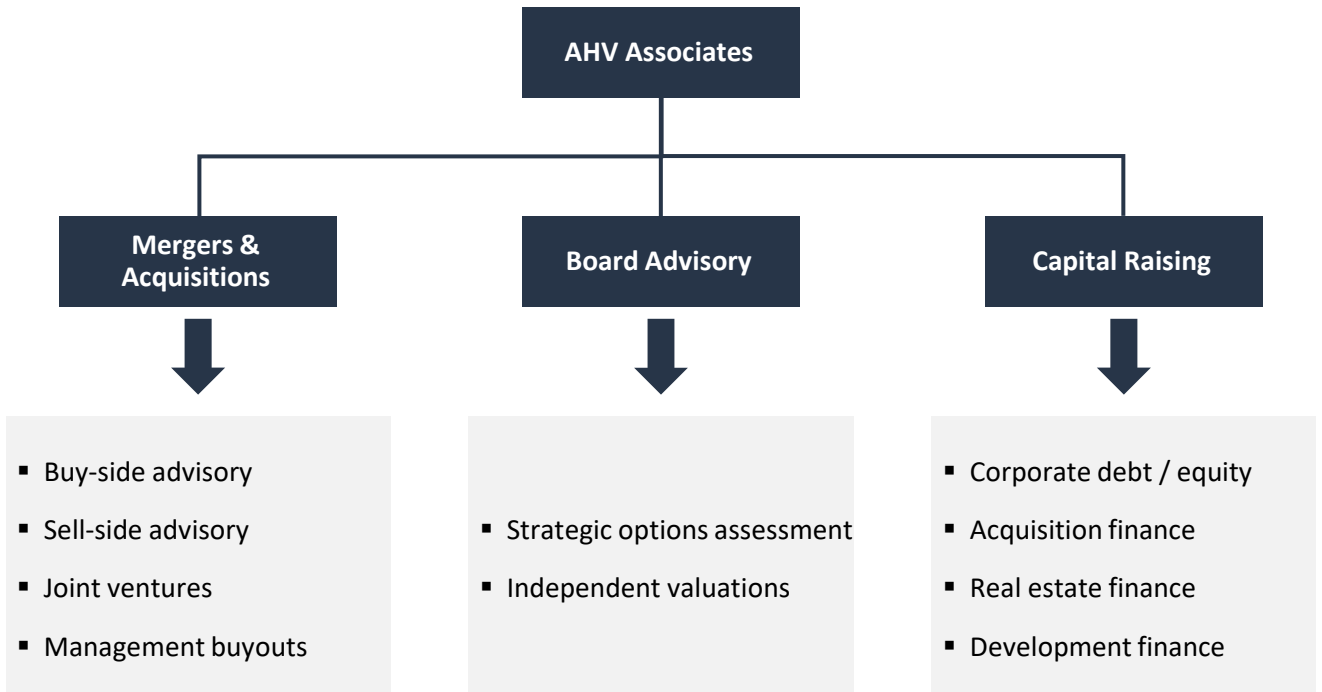 AHV Associates
Mergers &
Acquisitions
Board Advisory
Capital Raising
▪ Buy-side advisory
▪ Sell-side advisory
▪ Joint ventures
▪ Management buyouts
▪ Strategic options assessment
▪ Independent valuations
▪ Corporate debt / equity
▪ Acquisition finance
▪ Real estate finance
▪ Development finance